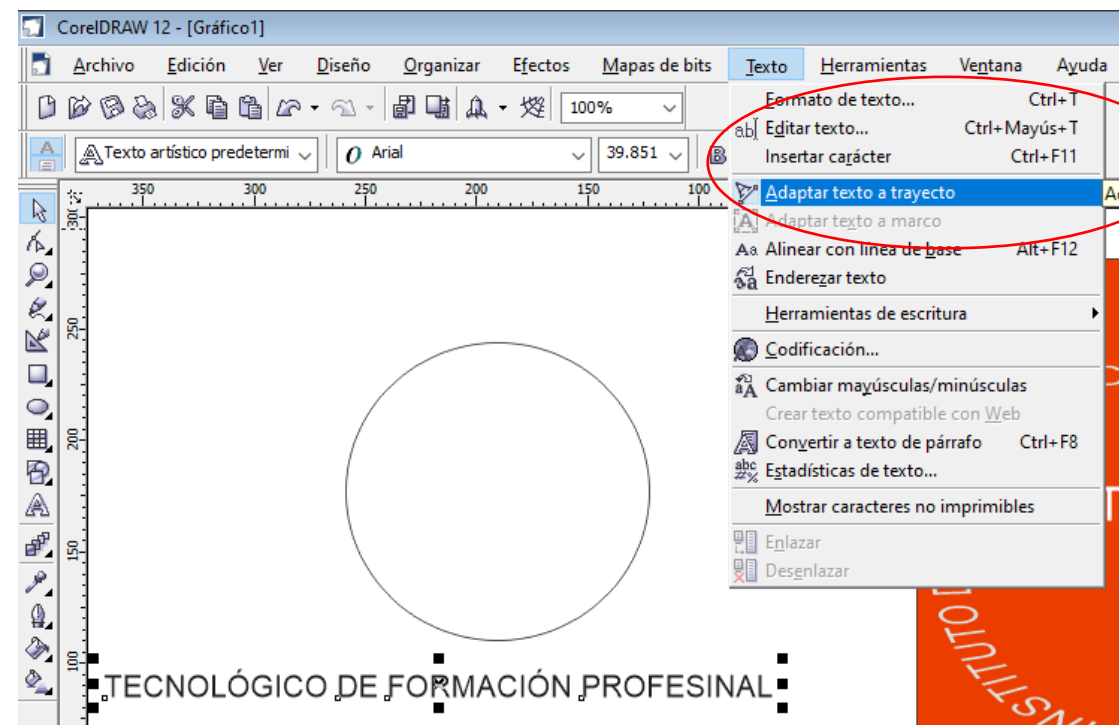 CorelDRAW 12 - [Gráfico1]
Archivo Edición Ver Diseño Organizar Efectos Mapas de bits Texto Herramientas Ventana Ayuda
100%
Texto artístico predetermi Arial 39.851 B
350 300 250 200 150 100
300
250
200
150
100
Formato de texto... Ctrl+T
Editar texto... Ctrl+Mayús+T
Insertar carácter Ctrl+F11
Adaptar texto a trayecto
Adaptar texto a marco
Alinear con línea de base Alt+F12
Enderezar texto
Herramientas de escritura
Codificación...
Cambiar mayúsculas/minúsculas
Crear texto compatible con Web
Convertir a texto de párrafo Ctrl+F8
Estadísticas de texto...
Mostrar caracteres no imprimibles
Enlazar
Desenlazar
TECNOLÓGICO DE FORMACIÓN PROFESINAL